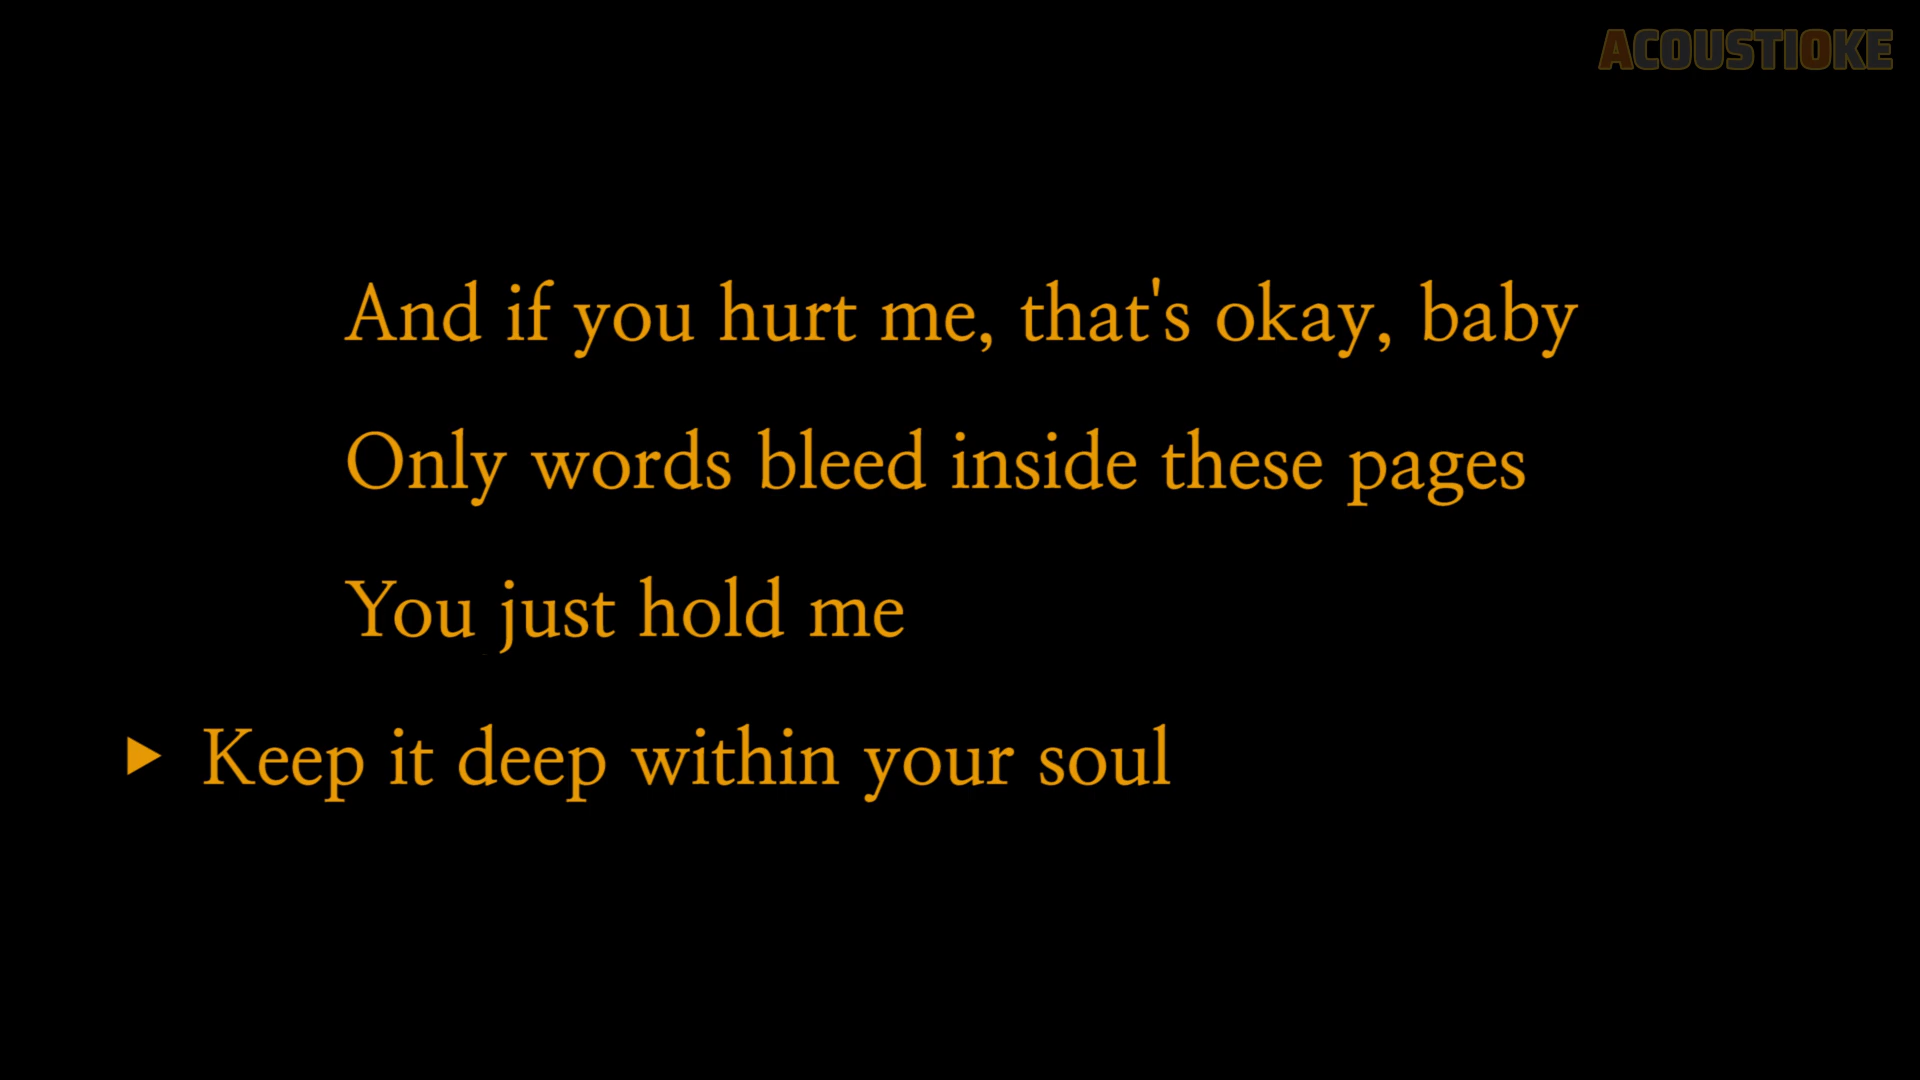 ACOUSTIOKE
And if you hurt me, that's okay, baby
Only words bleed inside these pages
You just hold me
Keep it deep within your soul